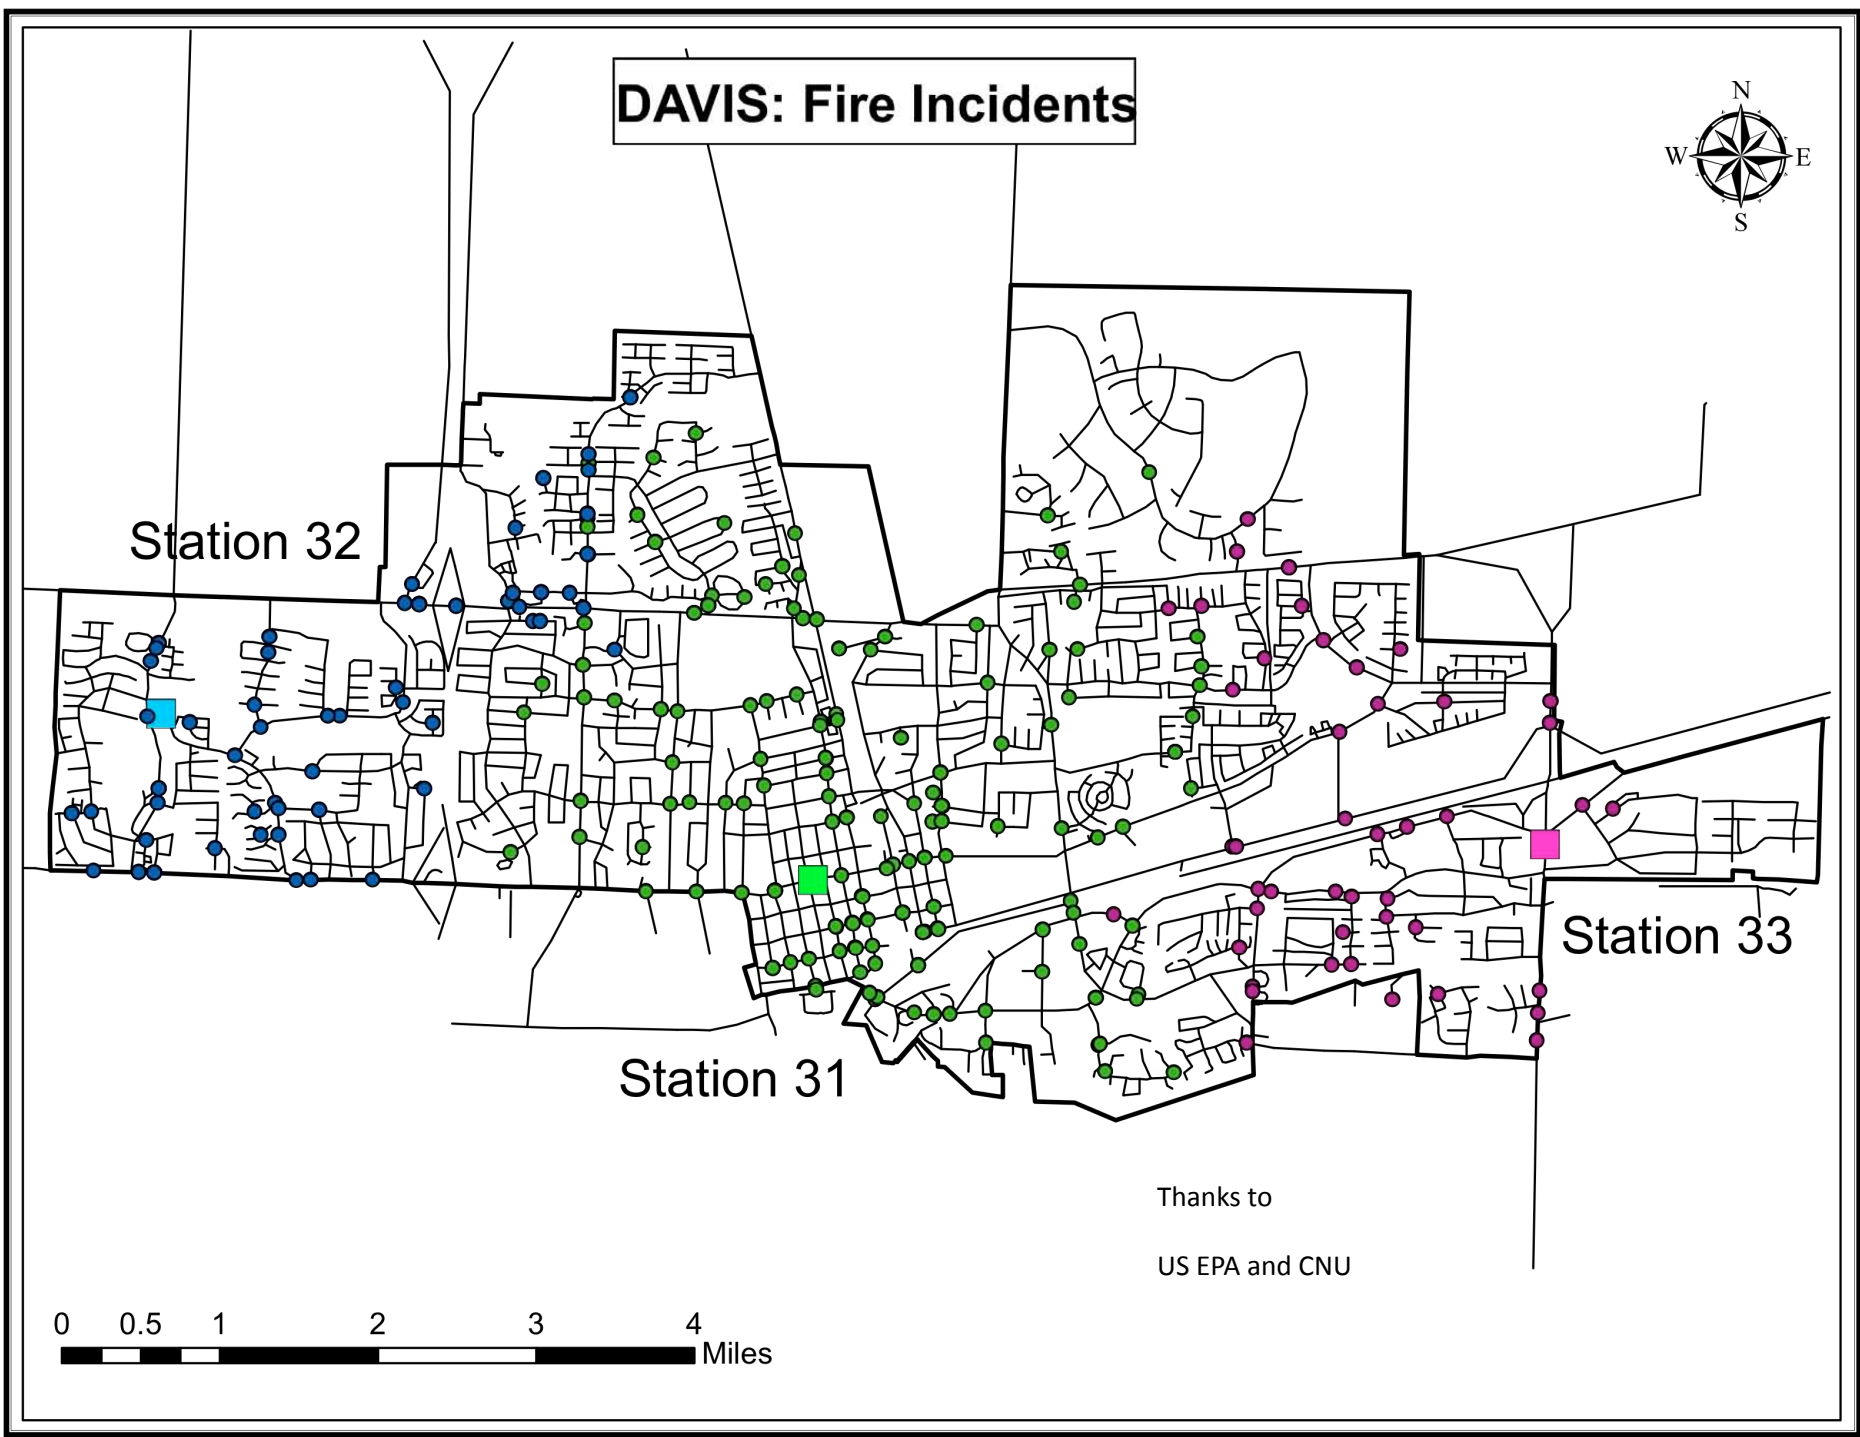 DAVIS: Fire Incidents
N
W E
S
Station 32
Station 33
Station 31
Thanks to
US EPA and CNU
0 0.5 1 2 3 4
Miles